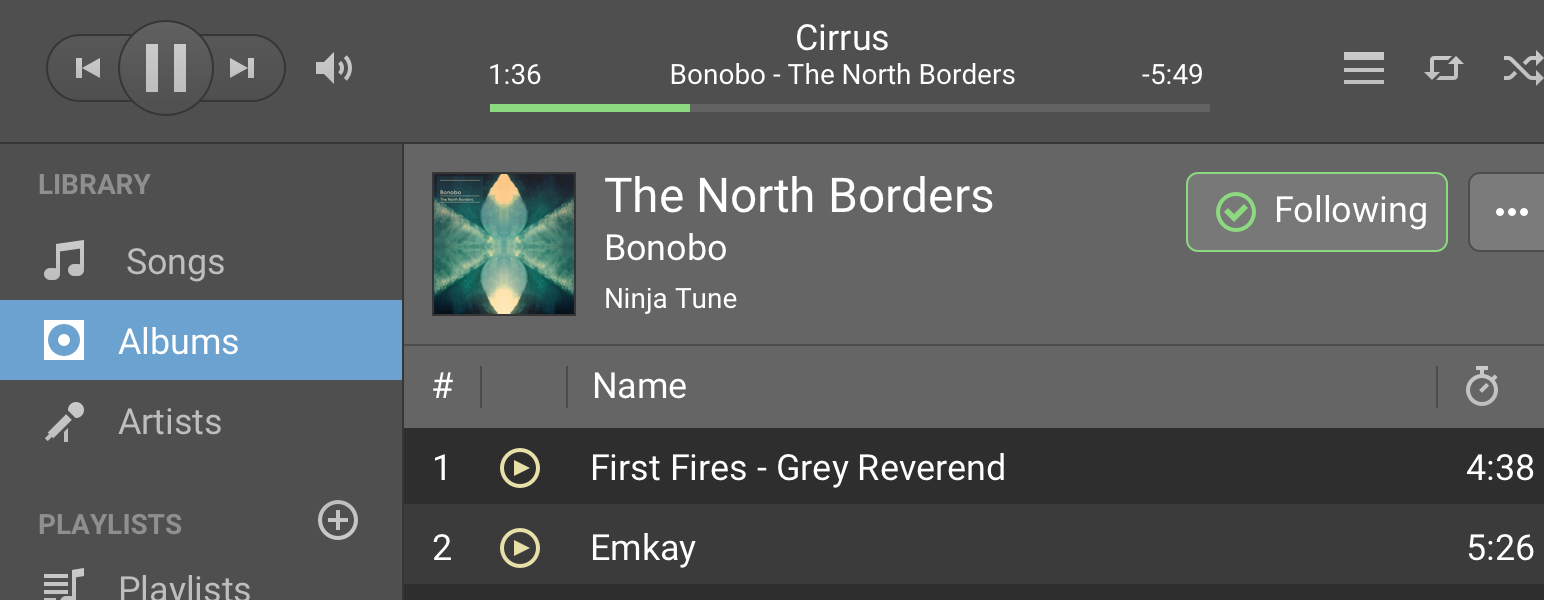 Cirrus
1:36 Bonobo - The North Borders -5:49
LIBRARY
Songs
Albums
Artists
PLAYLISTS
Playlists
Bonobo
The North Borders
The North Borders
Bonobo
Ninja Tune
Following
# Name
1 First Fires - Grey Reverend 4:38
2 Emkay 5:26